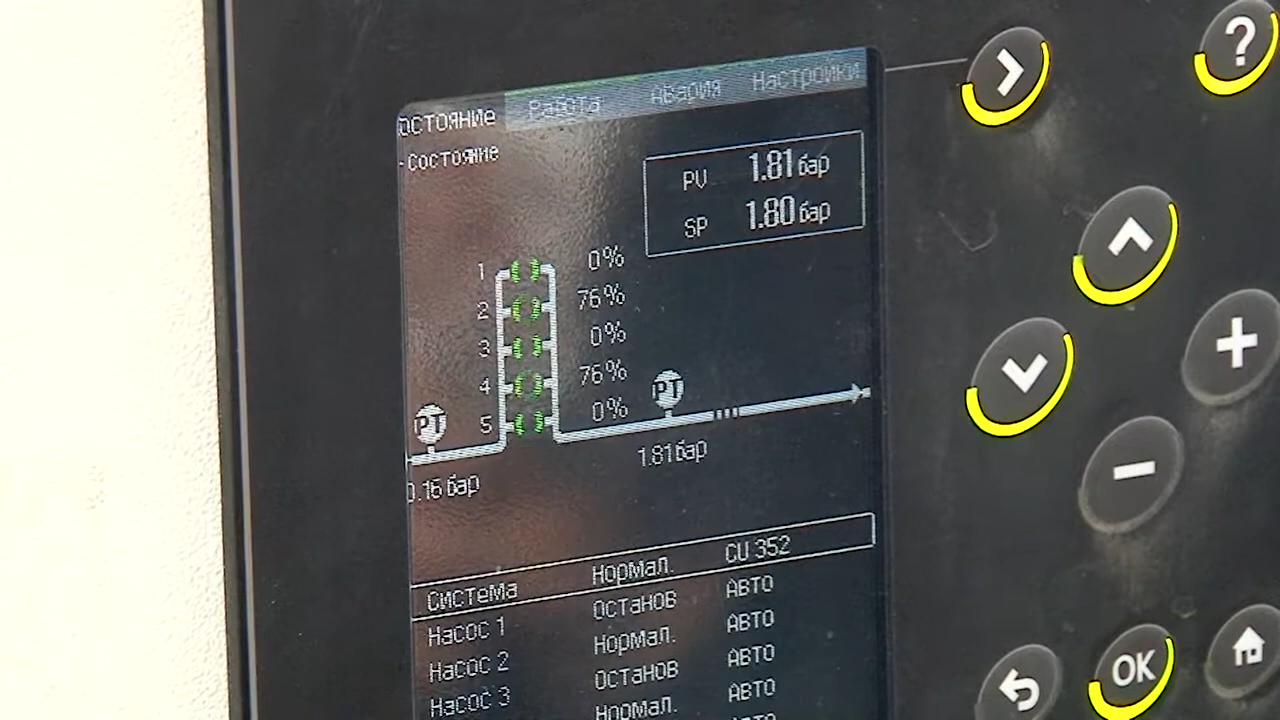 остояние Работа Авария Настройки
-Состояние
PV 1.81 бар
SP 1.80 бар
1 0%
2 76%
3 0%
4 76%
5 0%
PT
PT
1.81 бар
0.16 бар
Система Нормал. CU 352
Насос 1 Останов Авто
Насос 2 Нормал. Авто
Насос 3 Останов Авто
Нормал. Авто
?
OK